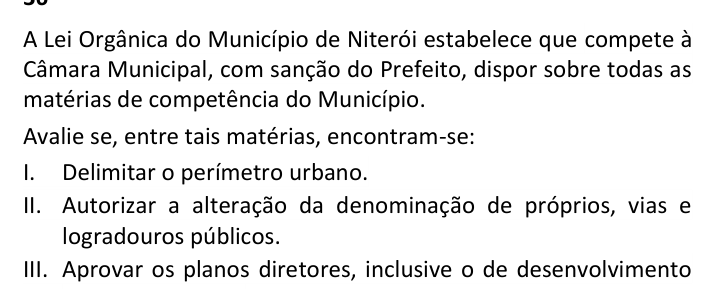 A Lei Orgânica do Município de Niterói estabelece que compete à
Câmara Municipal, com sanção do Prefeito, dispor sobre todas as
matérias de competência do Município.
Avalie se, entre tais matérias, encontram-se:
I. Delimitar o perímetro urbano.
II. Autorizar a alteração da denominação de próprios, vias e
logradouros públicos.
III. Aprovar os planos diretores, inclusive o de desenvolvimento